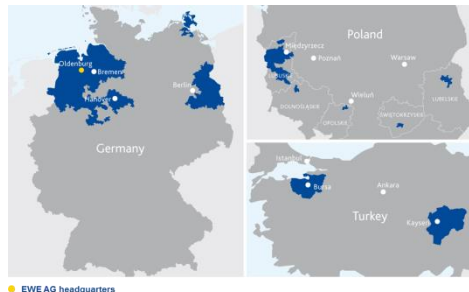 Oldenburg
Bremen
Hanover
Berlin
Germany
Poland
Międzyrzecz
Poznań
Warsaw
DOLNOŚLĄSKIE
Wieluń
OPOLSKIE
ŚWIĘTOKRZYSKIE
LUBELSKIE
Istanbul
Bursa
Ankara
Turkey
Kayseri
EWE AG headquarters